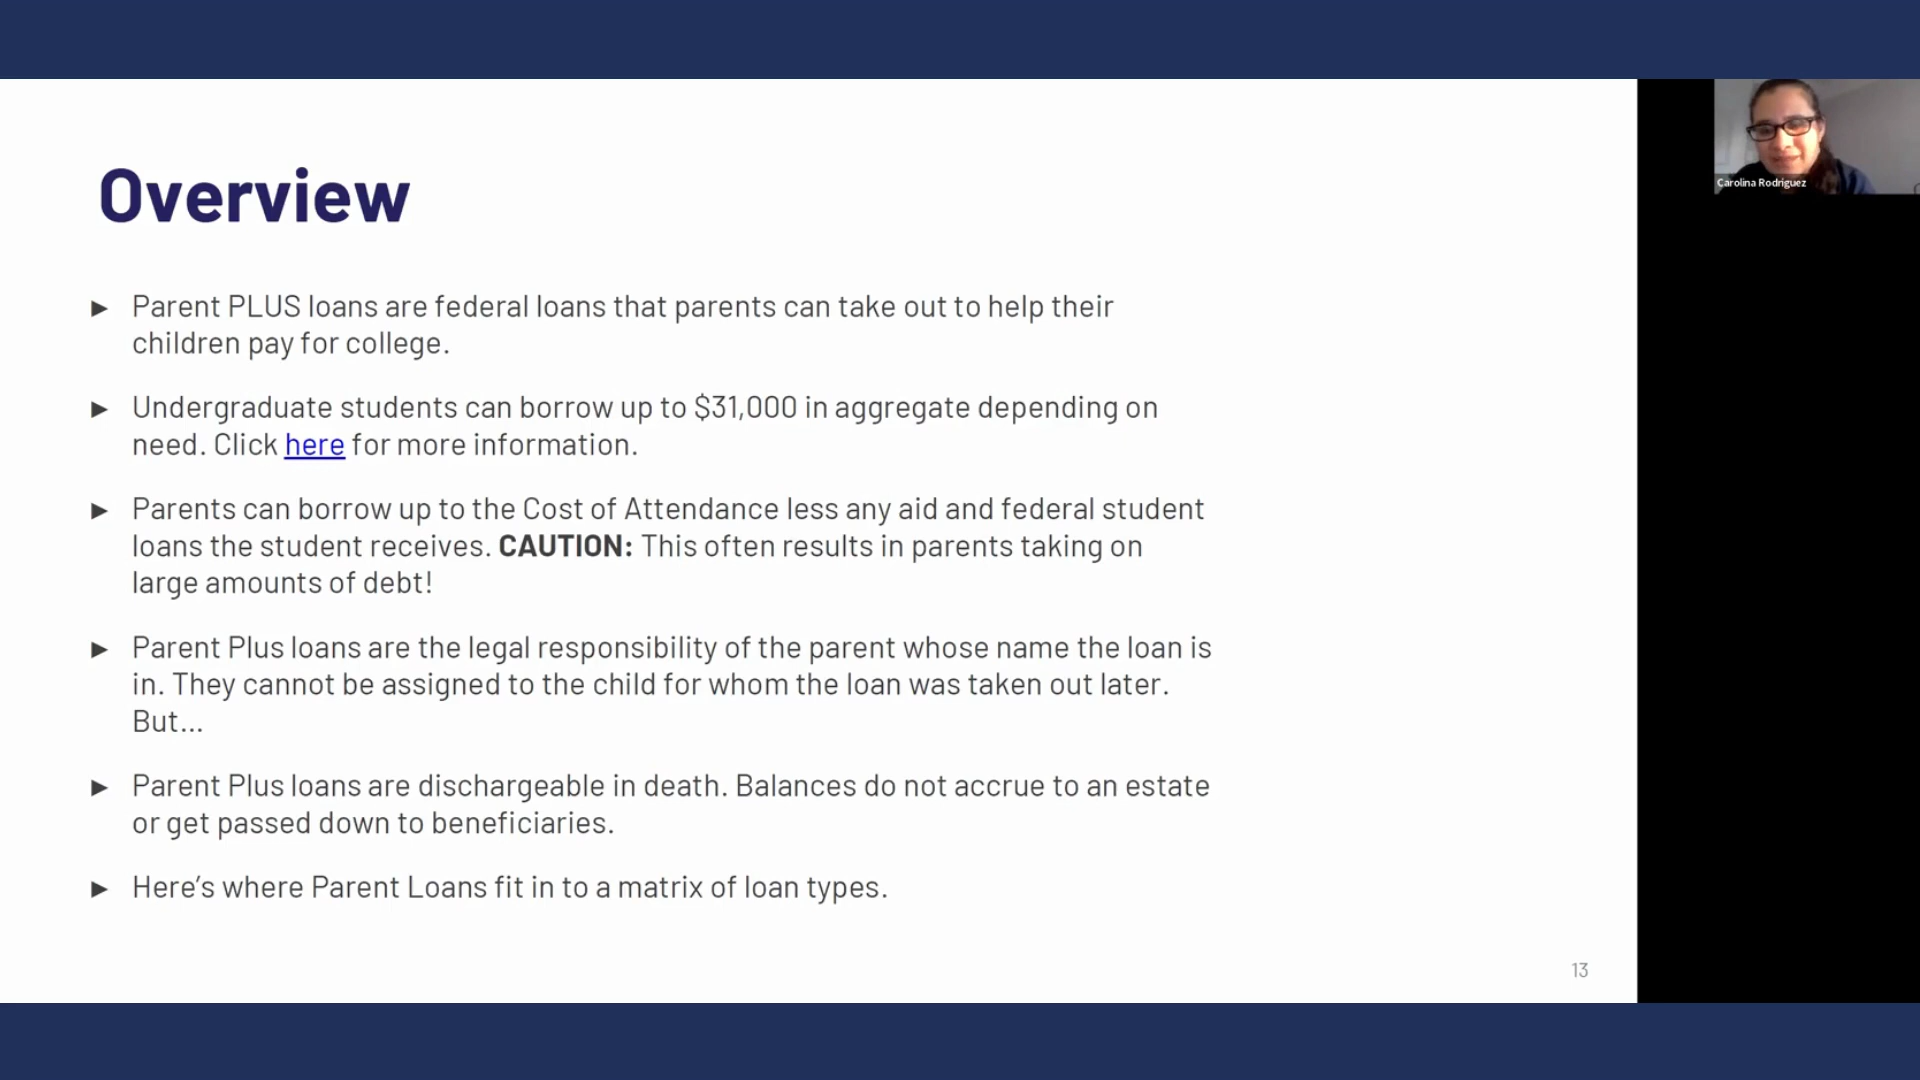 Overview
► Parent PLUS loans are federal loans that parents can take out to help their
children pay for college.
► Undergraduate students can borrow up to $31,000 in aggregate depending on
need. Click here for more information.
► Parents can borrow up to the Cost of Attendance less any aid and federal student
loans the student receives. CAUTION: This often results in parents taking on
large amounts of debt!
► Parent Plus loans are the legal responsibility of the parent whose name the loan is
in. They cannot be assigned to the child for whom the loan was taken out later.
But...
► Parent Plus loans are dischargeable in death. Balances do not accrue to an estate
or get passed down to beneficiaries.
► Here’s where Parent Loans fit in to a matrix of loan types.
13
Carolina Rodriguez